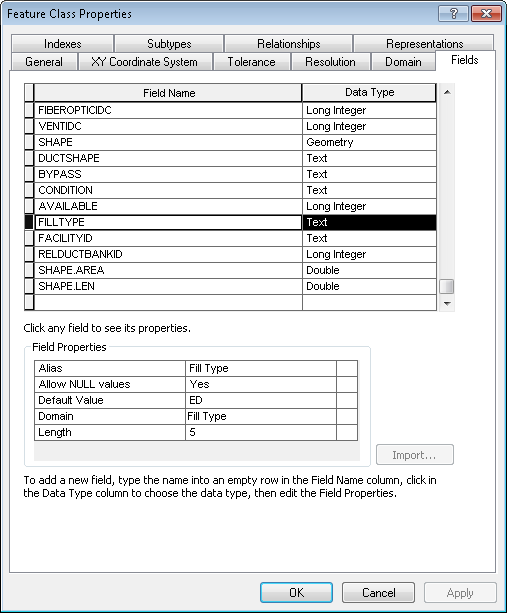 Feature Class Properties
Indexes Subtypes Relationships Representations
General XY Coordinate System Tolerance Resolution Domain Fields
Field Name Data Type
FIBEROPTICIDC Long Integer
VENTIDC Long Integer
SHAPE Geometry
DUCTSHAPE Text
BYPASS Text
CONDITION Text
AVAILABLE Long Integer
FILLTYPE Text
FACILITYID Text
RELDUCTBANKID Long Integer
SHAPE.AREA Double
SHAPE.LEN Double
Click any field to see its properties.
Field Properties
Alias Fill Type
Allow NULL values Yes
Default Value ED
Domain Fill Type
Length 5
Import...
To add a new field, type the name into an empty row in the Field Name column, click in
the Data Type column to choose the data type, then edit the Field Properties.
OK Cancel Apply